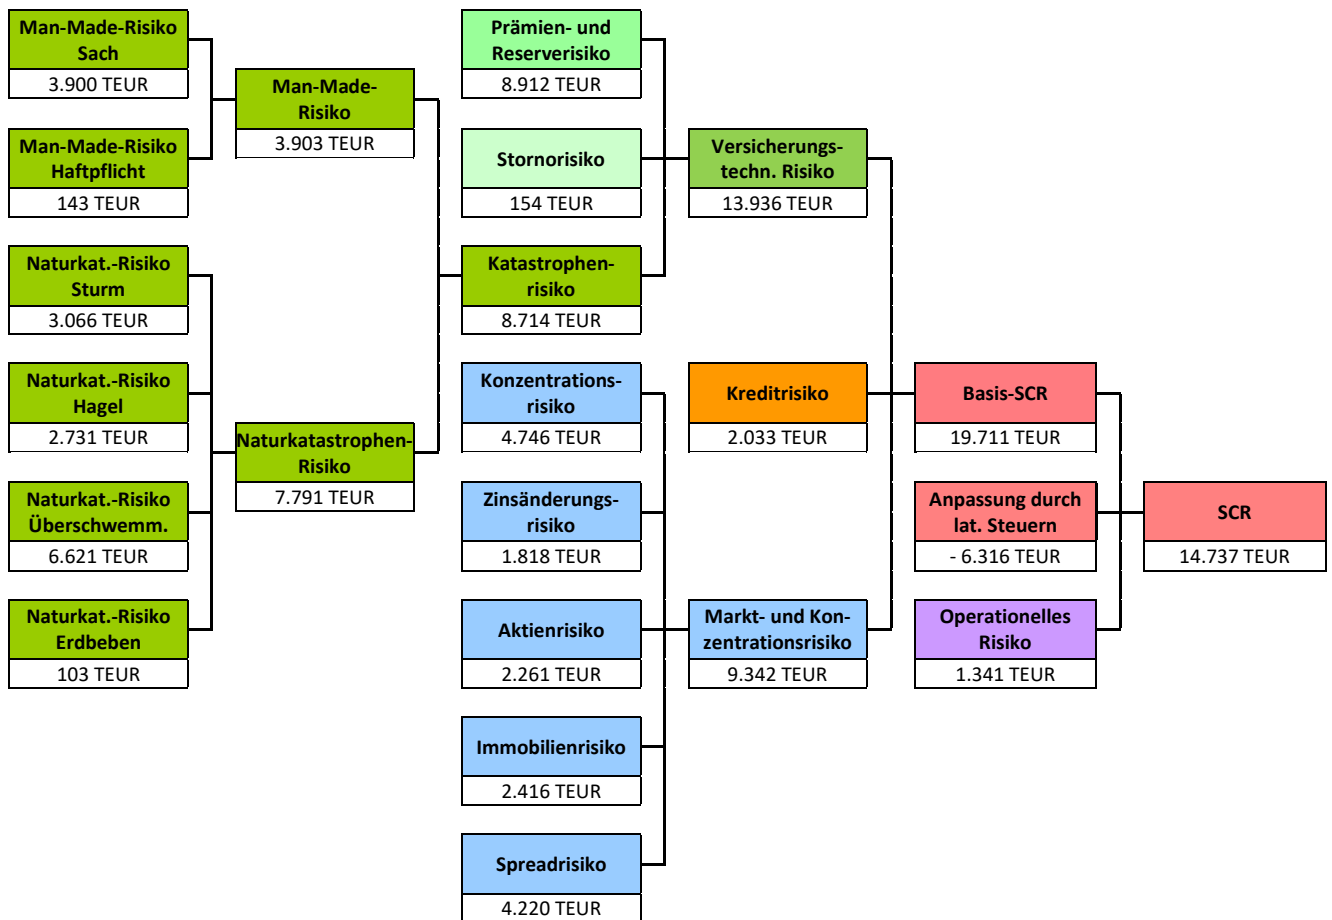 Man-Made-Risiko
Sach
3.900 TEUR
Man-Made-Risiko
Haftpflicht
143 TEUR
Naturkat.-Risiko
Sturm
3.066 TEUR
Naturkat.-Risiko
Hagel
2.731 TEUR
Naturkat.-Risiko
Überschwemm.
6.621 TEUR
Naturkat.-Risiko
Erdbeben
103 TEUR
Man-Made-
Risiko
3.903 TEUR
Naturkatastrophen-
Risiko
7.791 TEUR
Prämien- und
Reserverisiko
8.912 TEUR
Stornorisiko
154 TEUR
Katastrophen-
risiko
8.714 TEUR
Konzentrations-
risiko
4.746 TEUR
Zinsänderungs-
risiko
1.818 TEUR
Aktienrisiko
2.261 TEUR
Immobilienrisiko
2.416 TEUR
Spreadrisiko
4.220 TEUR
Versicherungs-
techn. Risiko
13.936 TEUR
Kreditrisiko
2.033 TEUR
Markt- und Kon-
zentrationsrisiko
9.342 TEUR
Basis-SCR
19.711 TEUR
Anpassung durch
lat. Steuern
- 6.316 TEUR
Operationelles
Risiko
1.341 TEUR
SCR
14.737 TEUR